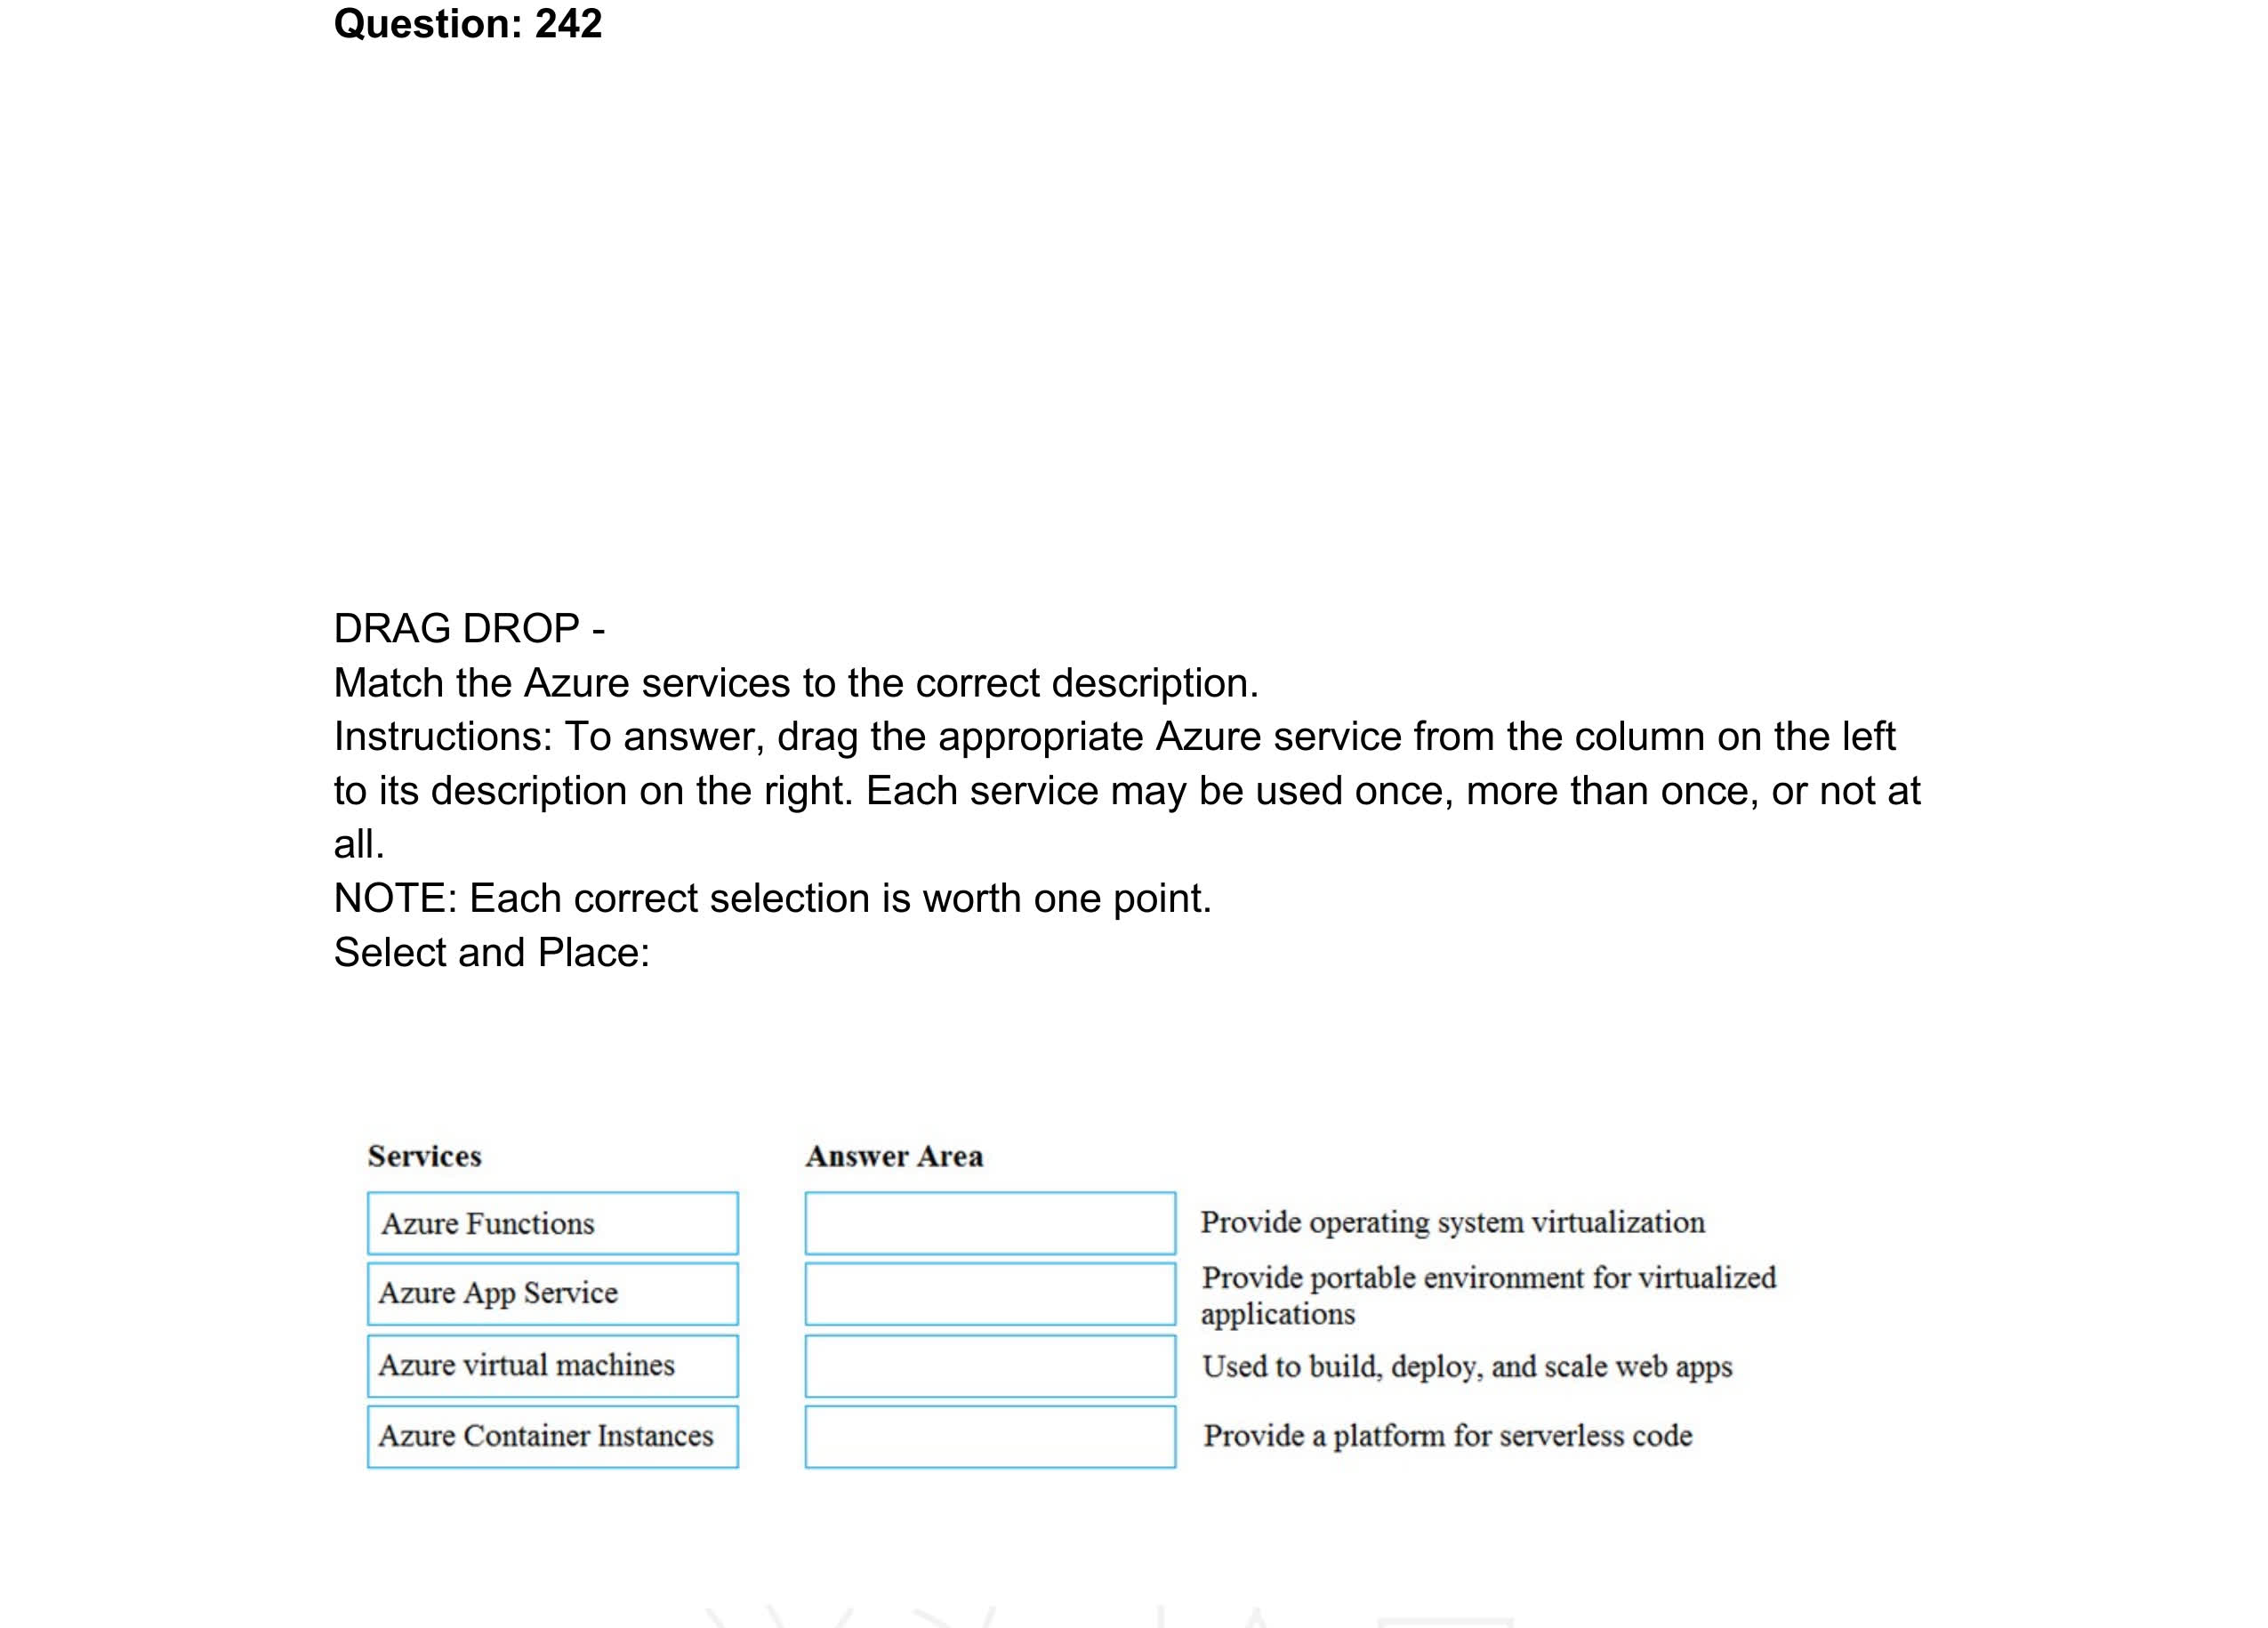 Question: 242
DRAG DROP -
Match the Azure services to the correct description.
Instructions: To answer, drag the appropriate Azure service from the column on the left
to its description on the right. Each service may be used once, more than once, or not at
all.
NOTE: Each correct selection is worth one point.
Select and Place:
Services
Answer Area
Azure Functions
Provide operating system virtualization
Azure App Service
Provide portable environment for virtualized
applications
Azure virtual machines
Used to build, deploy, and scale web apps
Azure Container Instances
Provide a platform for serverless code